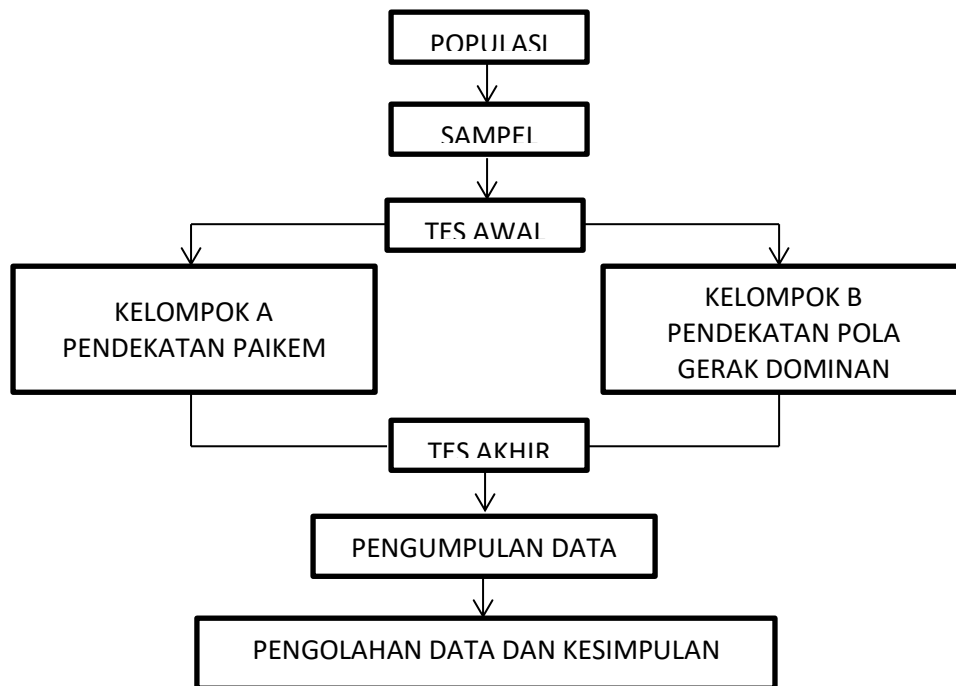 POPULASI
SAMPEL
TES AWAL
KELOMPOK A
PENDEKATAN PAIKEM
KELOMPOK B
PENDEKATAN POLA
GERAK DOMINAN
TES AKHIR
PENGUMPULAN DATA
PENGOLAHAN DATA DAN KESIMPULAN